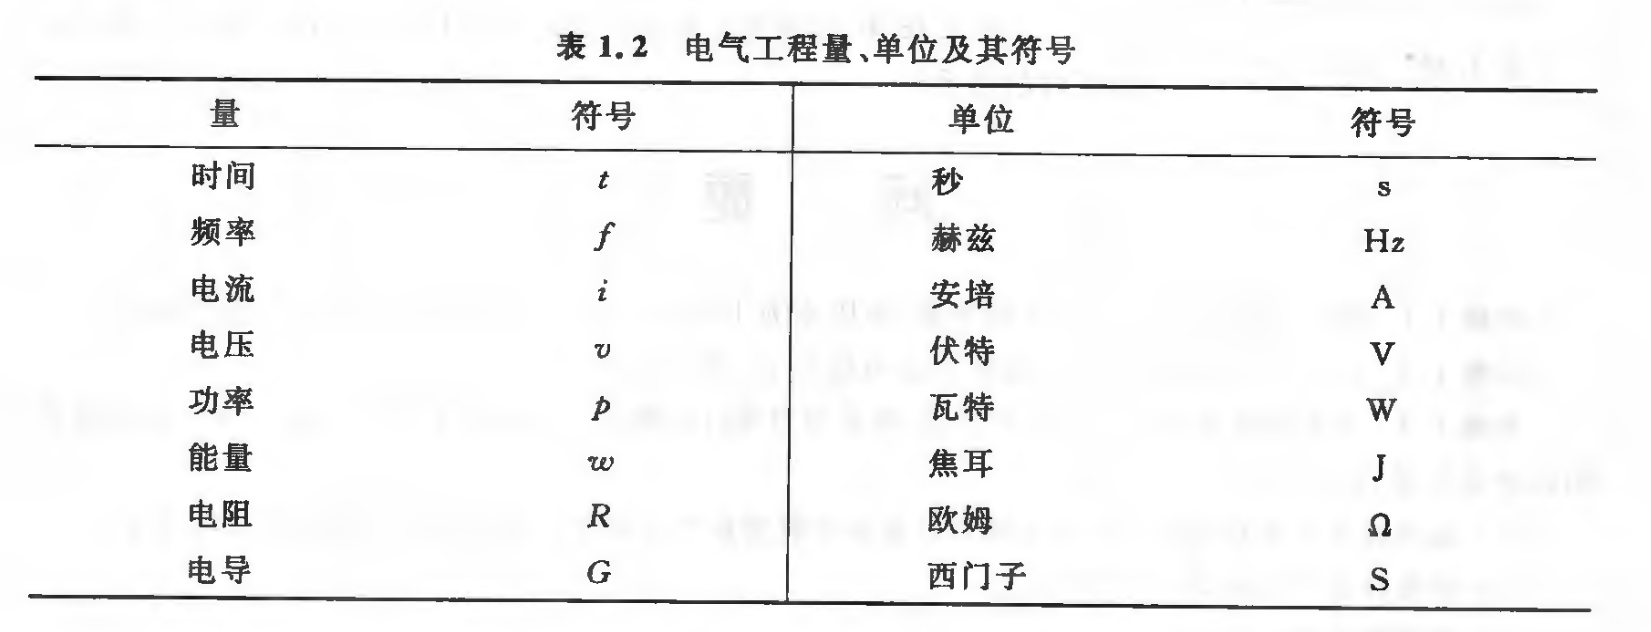 表 1.2 电气工程量、单位及其符号
量 符号 单位 符号
时间 t 秒 s
频率 f 赫兹 Hz
电流 i 安培 A
电压 v 伏特 V
功率 p 瓦特 W
能量 w 焦耳 J
电阻 R 欧姆 Ω
电导 G 西门子 S